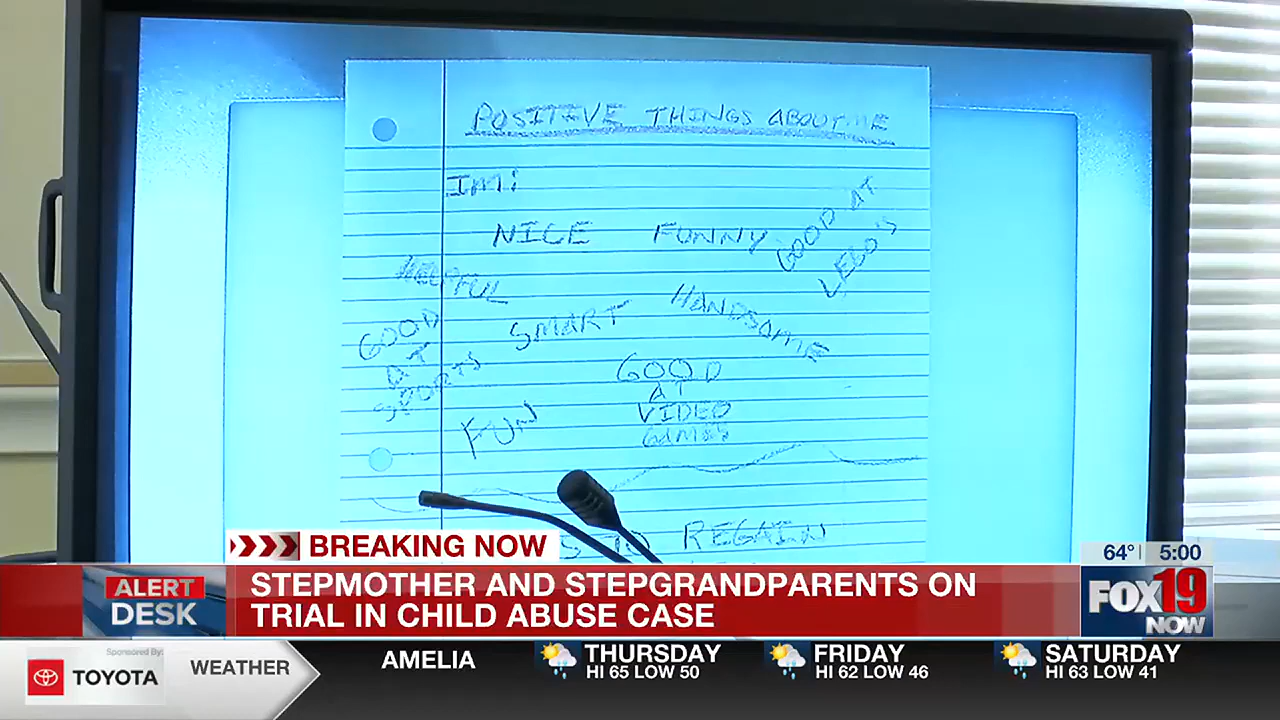 POSITIVE THINGS ABOUT ME
IM:
NICE FUNNY GOOD AT
LEGO'S
HELPFUL
GOOD
AT
SPORTS
SMART HANDSOME
GOOD
AT
VIDEO
GAMES
FUN
TO REGAIN
BREAKING NOW
64° 5:00
ALERT
DESK
STEPMOTHER AND STEPGRANDPARENTS ON
TRIAL IN CHILD ABUSE CASE
FOX19
NOW
Sponsored By:
TOYOTA
WEATHER
AMELIA
THURSDAY
HI 65 LOW 50
FRIDAY
HI 62 LOW 46
SATURDAY
HI 63 LOW 41